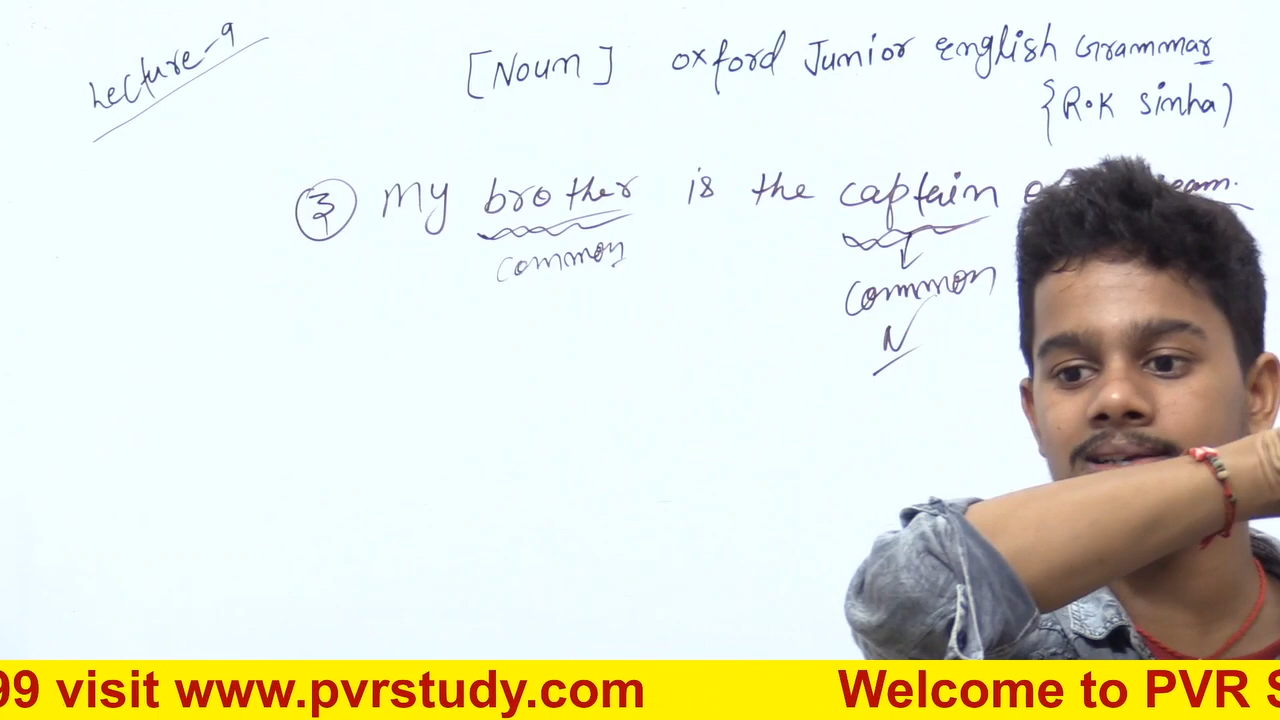 Lecture-9
[Noun] Oxford Junior English Grammar
{R.K Sinha)
③ My brother is the captain
common
common
N
99 visit www.pvrstudy.com Welcome to PVR S